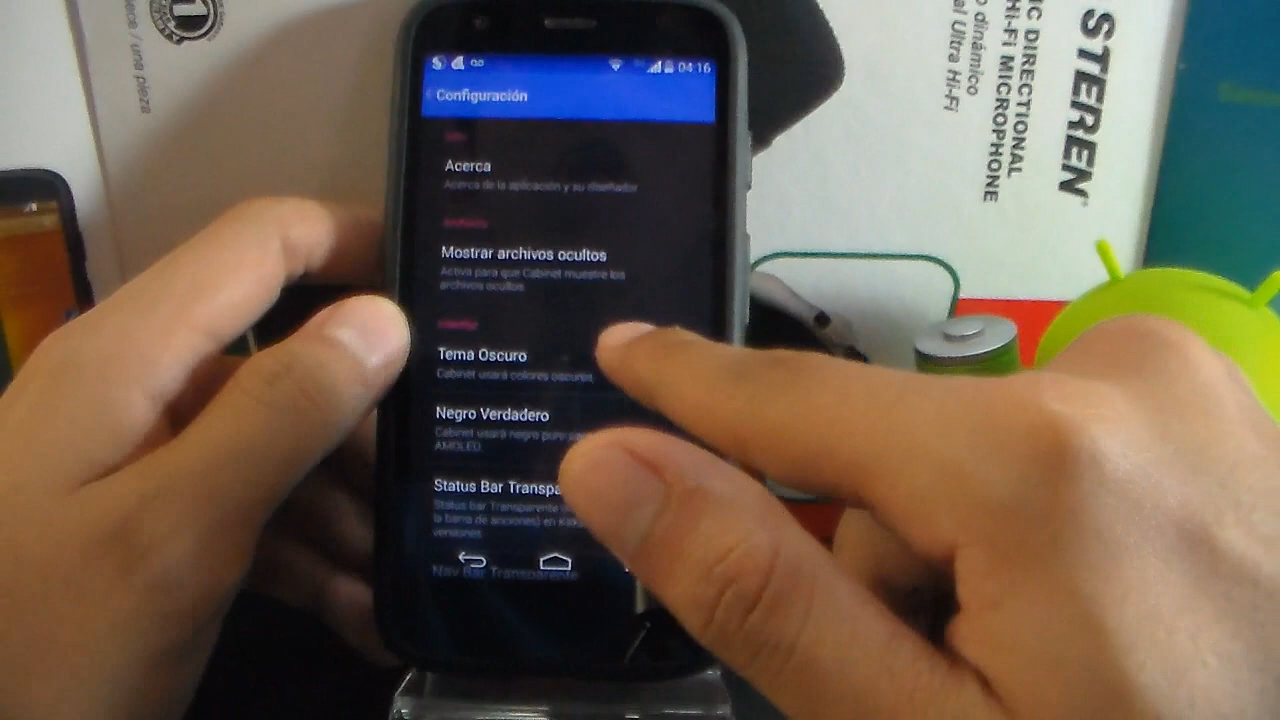 04:16
Configuración
Acerca
Acerca de la aplicación y su diseñador
Mostrar archivos ocultos
Activa para que Cabinet muestre los
archivos ocultos
Tema Oscuro
Cabinet usará colores oscuros
Negro Verdadero
Cabinet usará negro puro
AMOLED
Status Bar Transpa
Status bar Transparente
la barra de acciones) en
versiones
Nav Bar Transparente
STEREN
IC DIRECTIONAL
HI-FI MICROPHONE
o dinámico
al Ultra Hi-Fi
1
/ una pieza